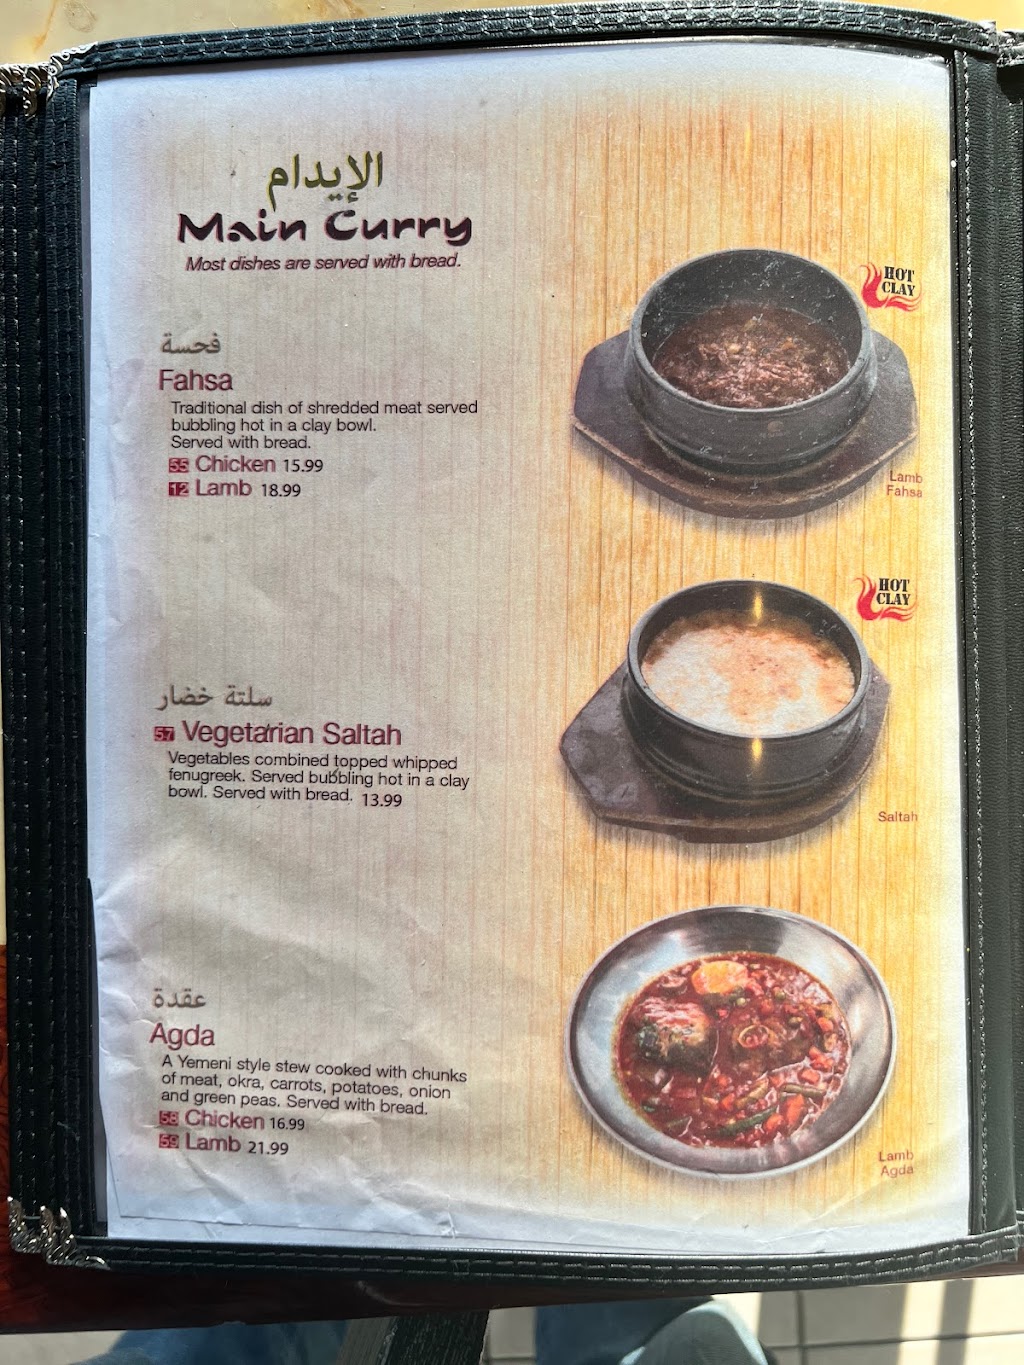 الإيدام
Main Curry
Most dishes are served with bread.
HOT
CLAY
فحسة
Fahsa
Traditional dish of shredded meat served
bubbling hot in a clay bowl.
Served with bread.
55 Chicken 15.99
12 Lamb 18.99
Lamb
Fahsa
HOT
CLAY
سلتة خضار
57 Vegetarian Saltah
Vegetables combined topped whipped
fenugreek. Served bubbling hot in a clay
bowl. Served with bread. 13.99
Saltah
عقدة
Agda
A Yemeni style stew cooked with chunks
of meat, okra, carrots, potatoes, onion
and green peas. Served with bread.
58 Chicken 16.99
59 Lamb 21.99
Lamb
Agda